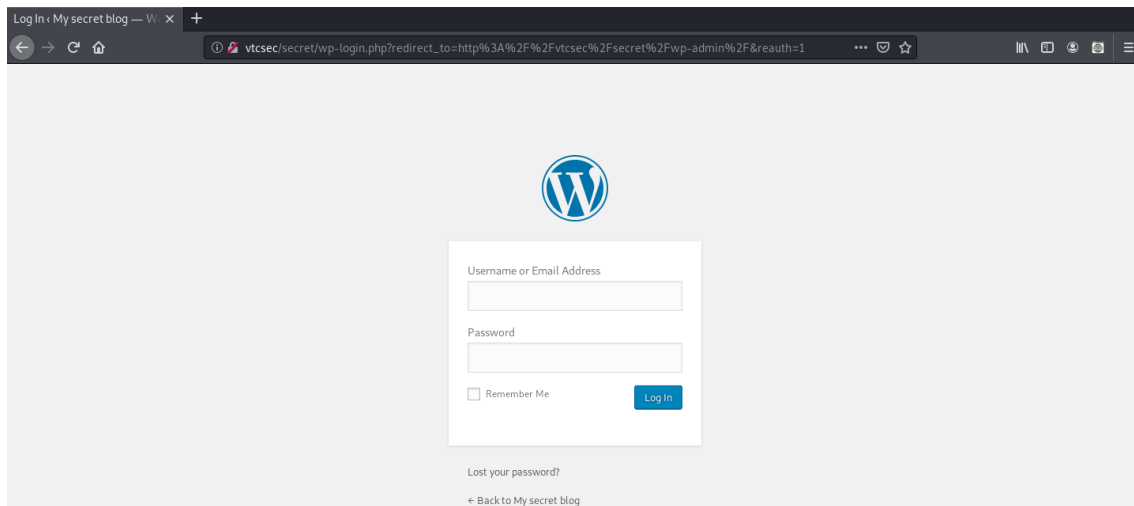 Log In ‹ My secret blog — W
vtcsec/secret/wp-login.php?redirect_to=http%3A%2F%2Fvtcsec%2Fsecret%2Fwp-admin%2F&reauth=1
Username or Email Address
Password
Remember Me
Log In
Lost your password?
← Back to My secret blog